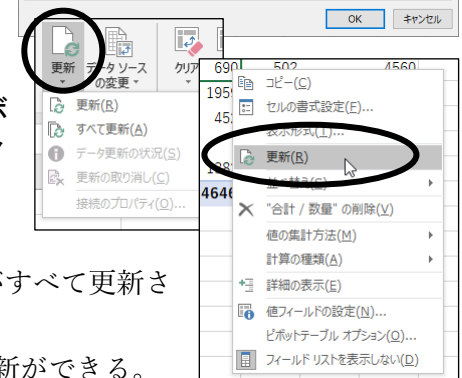 OK キャンセル
更新 データ ソース の変更 クリア
更新(R)
すべて更新(A)
データ更新の状況(S)
更新の取り消し(C)
接続のプロパティ(O)...
690 502 4560
コピー(C)
セルの書式設定(F)...
表示形式(T)...
更新(R)
並べ替え(S)
"合計 / 数量" の削除(V)
値の集計方法(M)
計算の種類(A)
詳細の表示(E)
値フィールドの設定(N)...
ピボットテーブル オプション(O)...
フィールド リストを表示しない(D)
がすべて更新さ
新ができる。